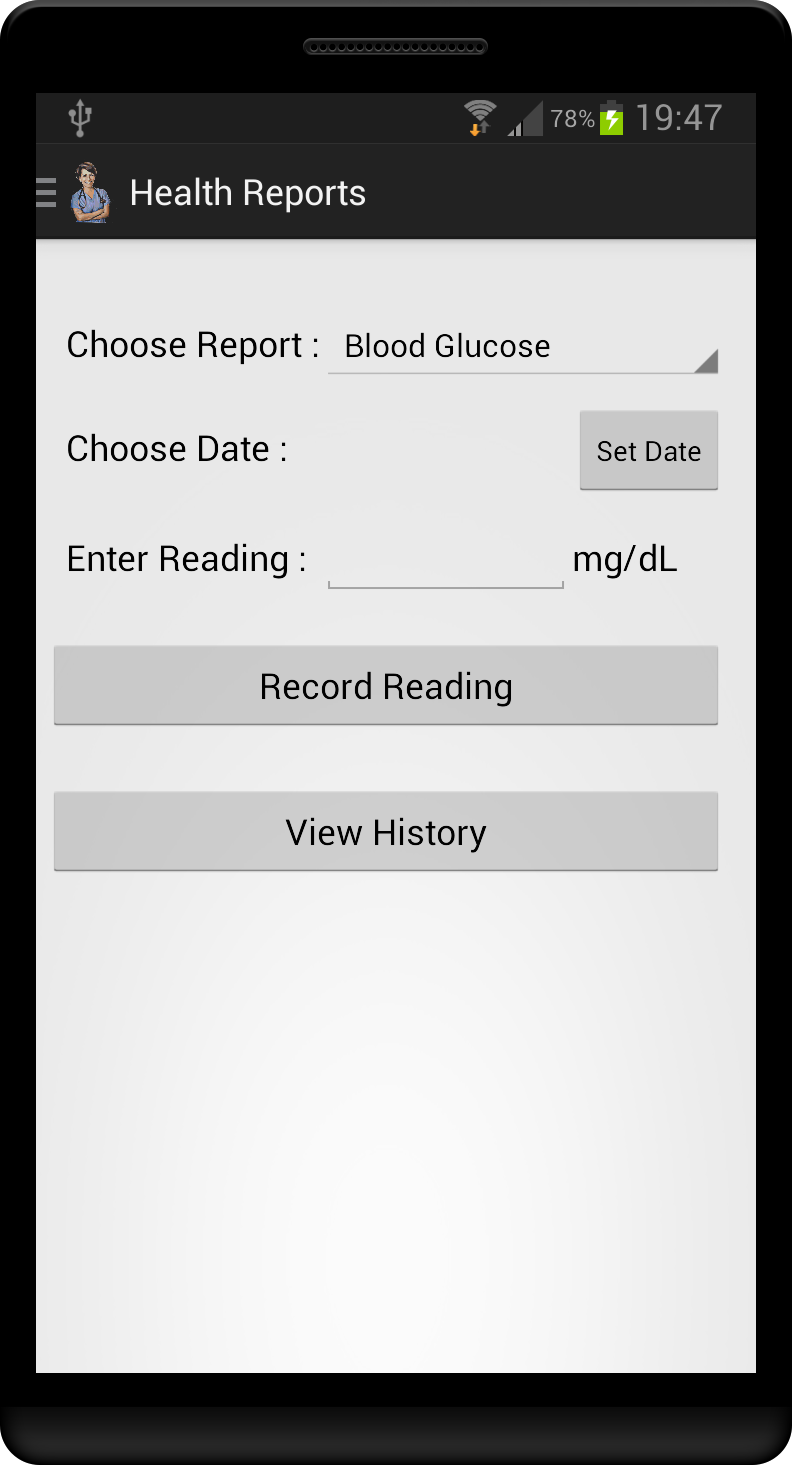 78% 19:47
Health Reports
Choose Report : Blood Glucose
Choose Date : Set Date
Enter Reading : mg/dL
Record Reading
View History